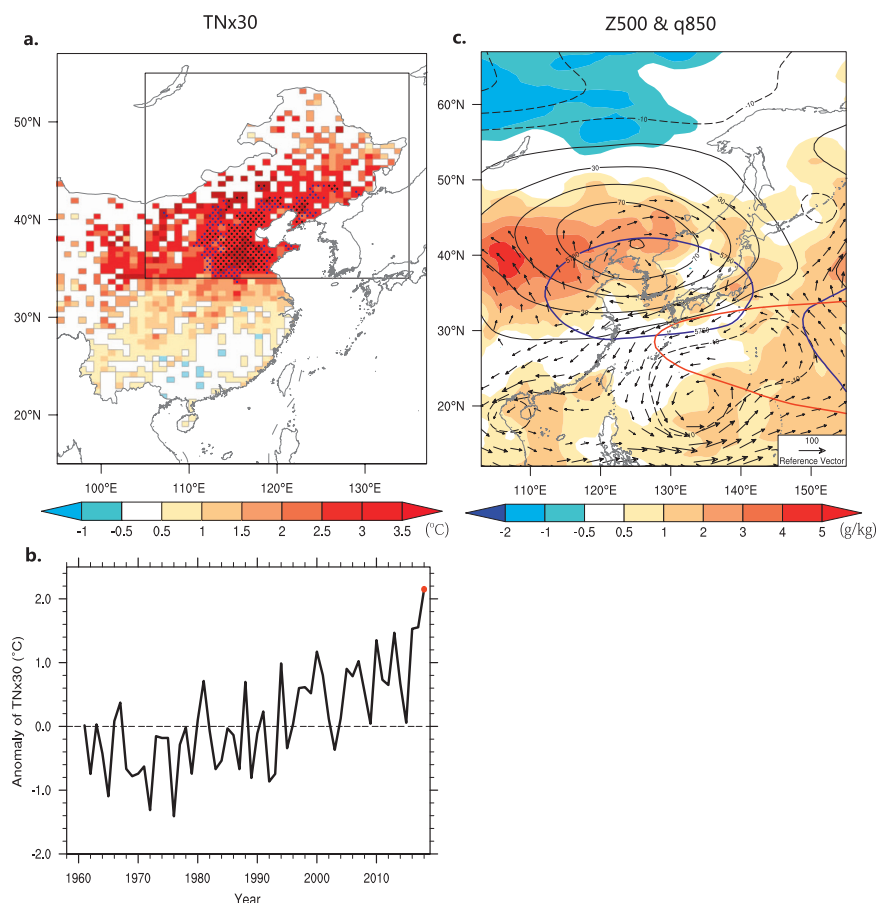 TNx30
a.
50°N
40°N
30°N
20°N
100°E 110°E 120°E 130°E
-1 -0.5 0.5 1 1.5 2 2.5 3 3.5 (°C)
Z500 & q850
c.
60°N
50°N
40°N
30°N
20°N
-10
-10
30
30
70
5760
100
Reference Vector
110°E 120°E 130°E 140°E 150°E
-2 -1 -0.5 0.5 1 2 3 4 5 (g/kg)
b.
Anomaly of TNx30 (°C)
2.0
1.0
0.0
-1.0
-2.0
1960 1970 1980 1990 2000 2010
Year